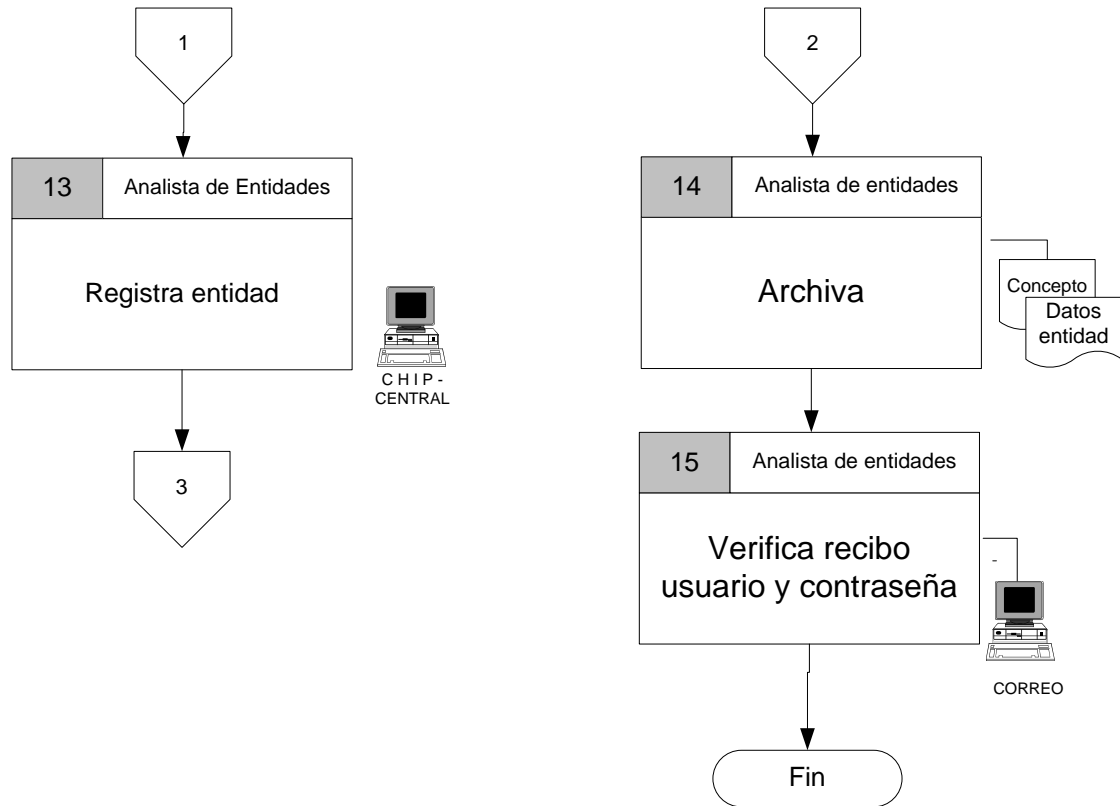 1
13
Analista de Entidades
Registra entidad
C H I P -
CENTRAL
3
2
14
Analista de entidades
Archiva
Concepto
Datos
entidad
15
Analista de entidades
Verifica recibo
usuario y contraseña
-
CORREO
Fin